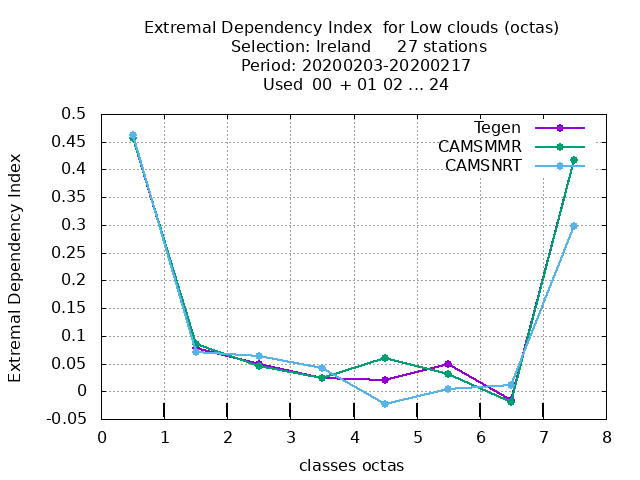 Extremal Dependency Index  for Low clouds (octas)
Selection: Ireland     27 stations
Period: 20200203-20200217
Used  00  + 01 02 ... 24
Extremal Dependency Index
0.5
0.45
0.4
0.35
0.3
0.25
0.2
0.15
0.1
0.05
0
-0.05
Tegen
CAMSMMR
CAMSNRT
0 1 2 3 4 5 6 7 8
classes octas